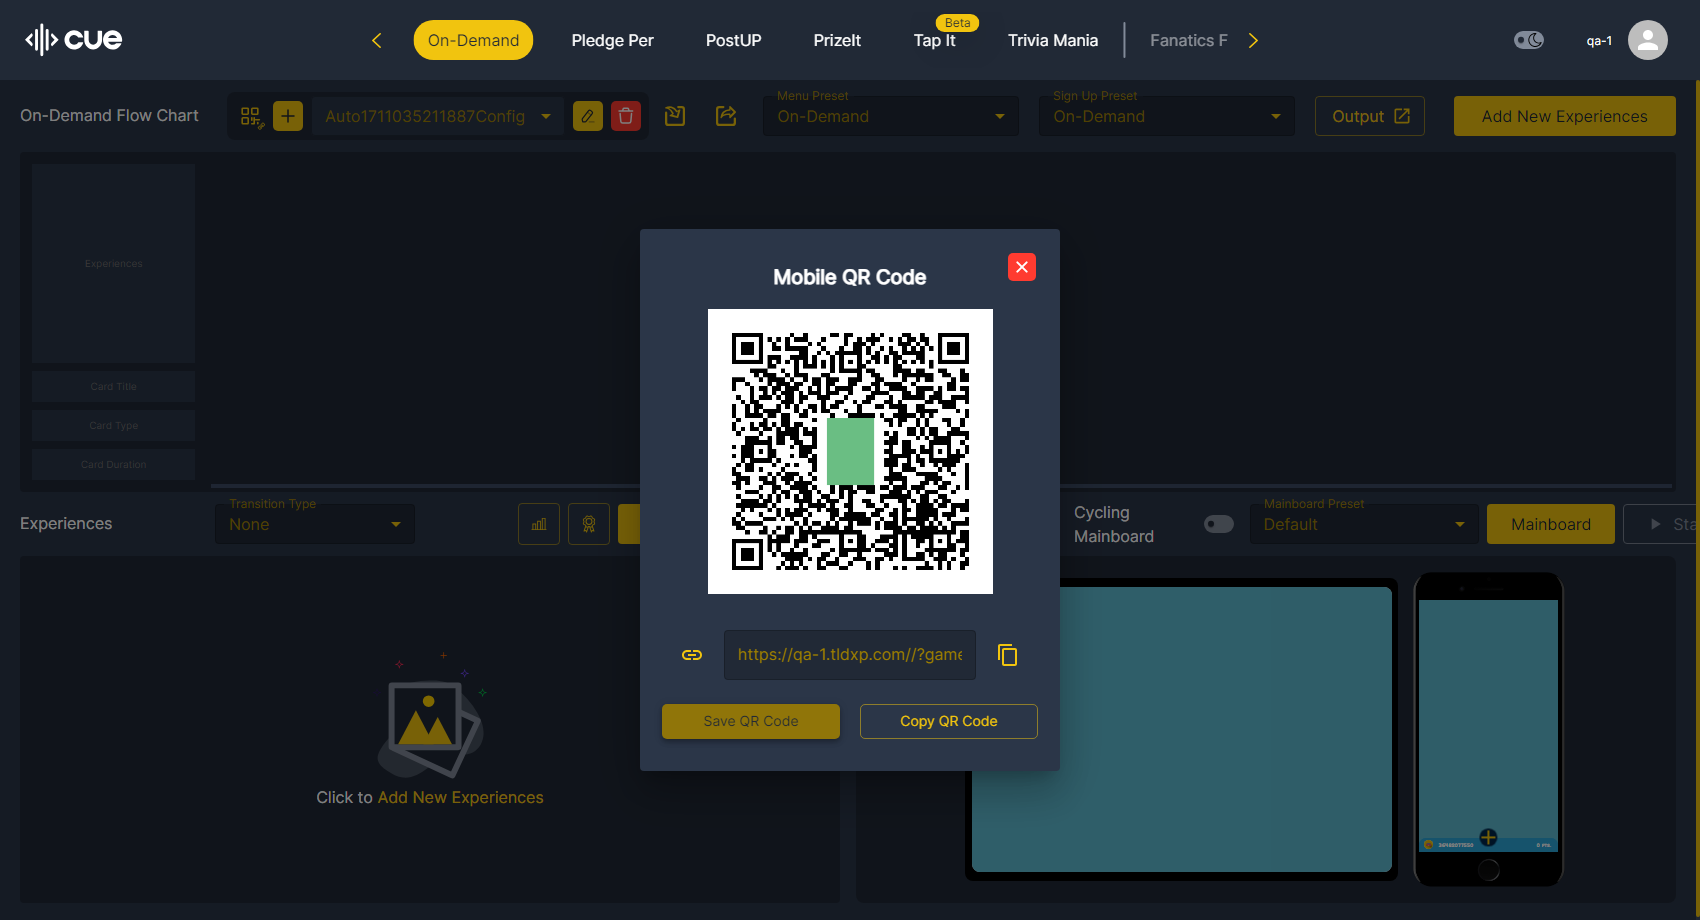 cue
On-Demand
Pledge Per
PostUP
PrizeIt
Beta
Tap It
Trivia Mania
Fanatics F
qa-1
On-Demand Flow Chart
Auto1711035211887Config
Menu Preset
On-Demand
Sign Up Preset
On-Demand
Output
Add New Experiences
Experiences
Card Title
Card Type
Card Duration
Mobile QR Code
https://qa-1.tldxp.com//?game
Save QR Code
Copy QR Code
Experiences
Transition Type
None
Cycling
Mainboard
Mainboard Preset
Default
Mainboard
Sta
Click to Add New Experiences
0 Pts.